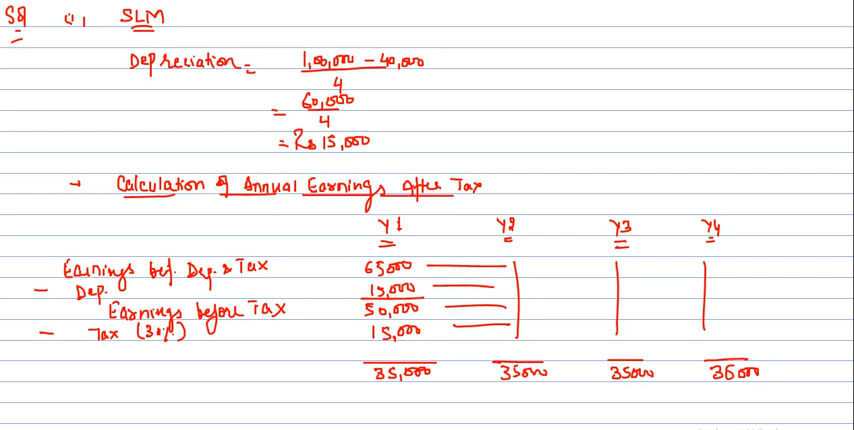 Sol (i) SLM
Depreciation = 1,00,000 - 40,000
4
= 60,000
4
= Rs 15,000
→ Calculation of Annual Earnings After Tax
Y1 Y2 Y3 Y4
Earnings bef. Dep. & Tax 65000
- Dep. 15,000
Earnings before Tax 50,000
- Tax (30%) 15,000
35,000 35000 35000 35000